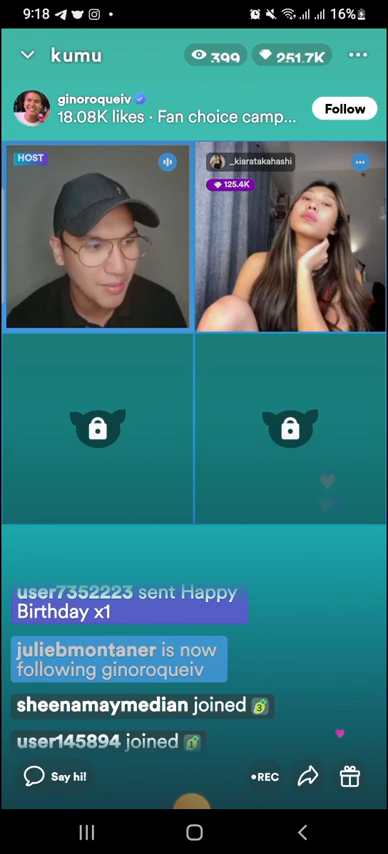 9:18
16%
kumu
399
251.7K
ginoroqueiv
18.08K likes · Fan choice camp...
Follow
HOST
_kiaratakahashi
125.4K
user7352223 sent Happy
Birthday x1
juliebmontaner is now
following ginoroqueiv
sheenamaymedian joined 3
user145894 joined
Say hi!
•REC